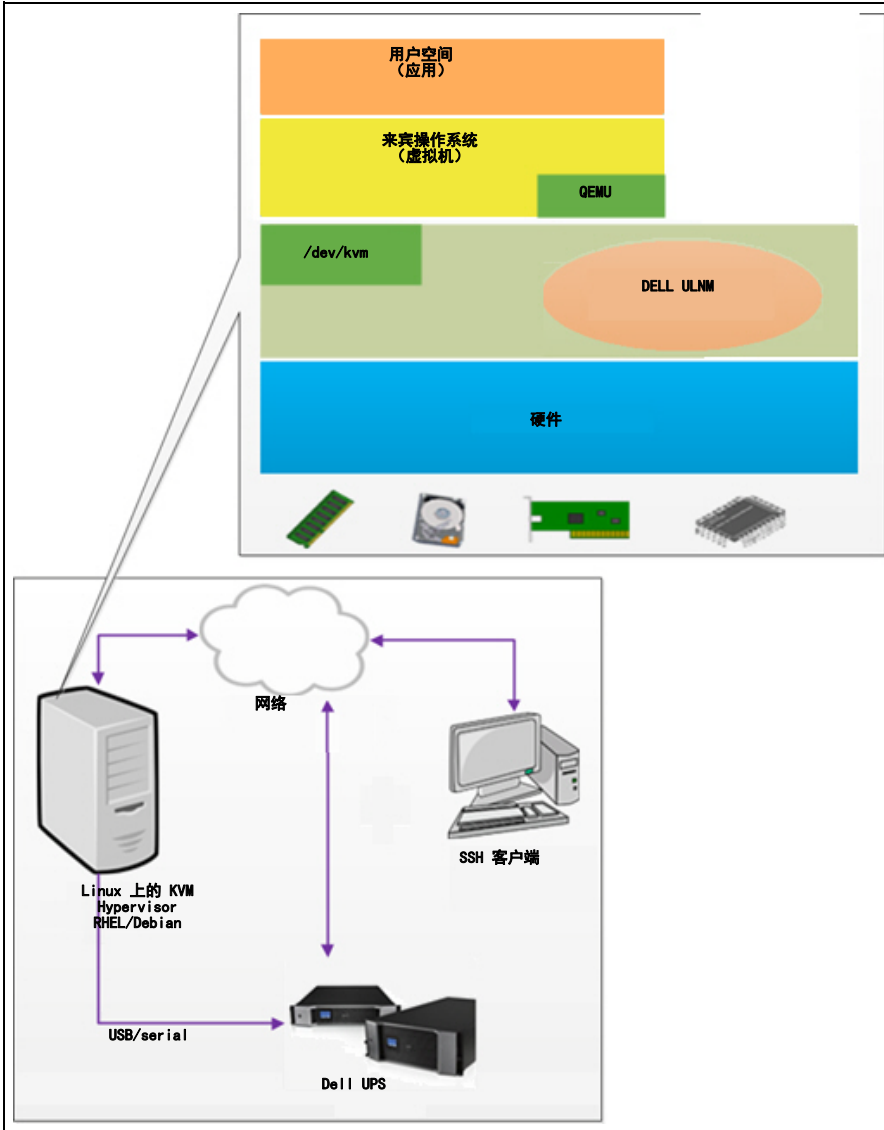 用户空间
（应用）
来宾操作系统
（虚拟机）
QEMU
/dev/kvm
DELL ULNM
硬件
网络
SSH 客户端
Linux 上的 KVM
Hypervisor
RHEL/Debian
USB/serial
Dell UPS